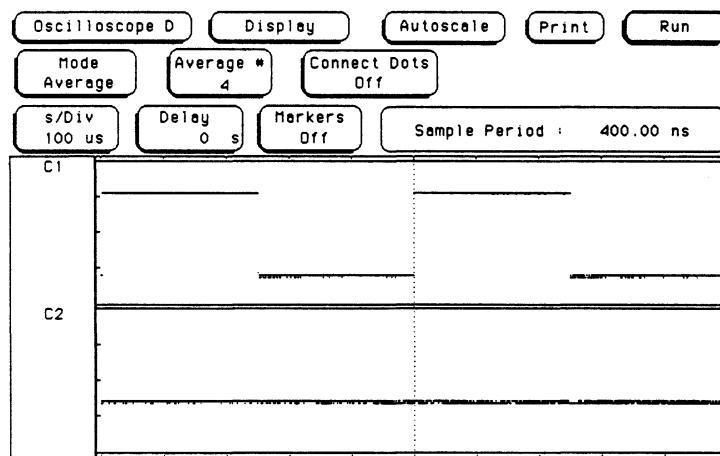 Oscilloscope D Display Autoscale Print Run
Mode Average # Connect Dots
Average 4 Off
s/Div Delay Markers Sample Period : 400.00 ns
100 us 0 s Off
C1
C2